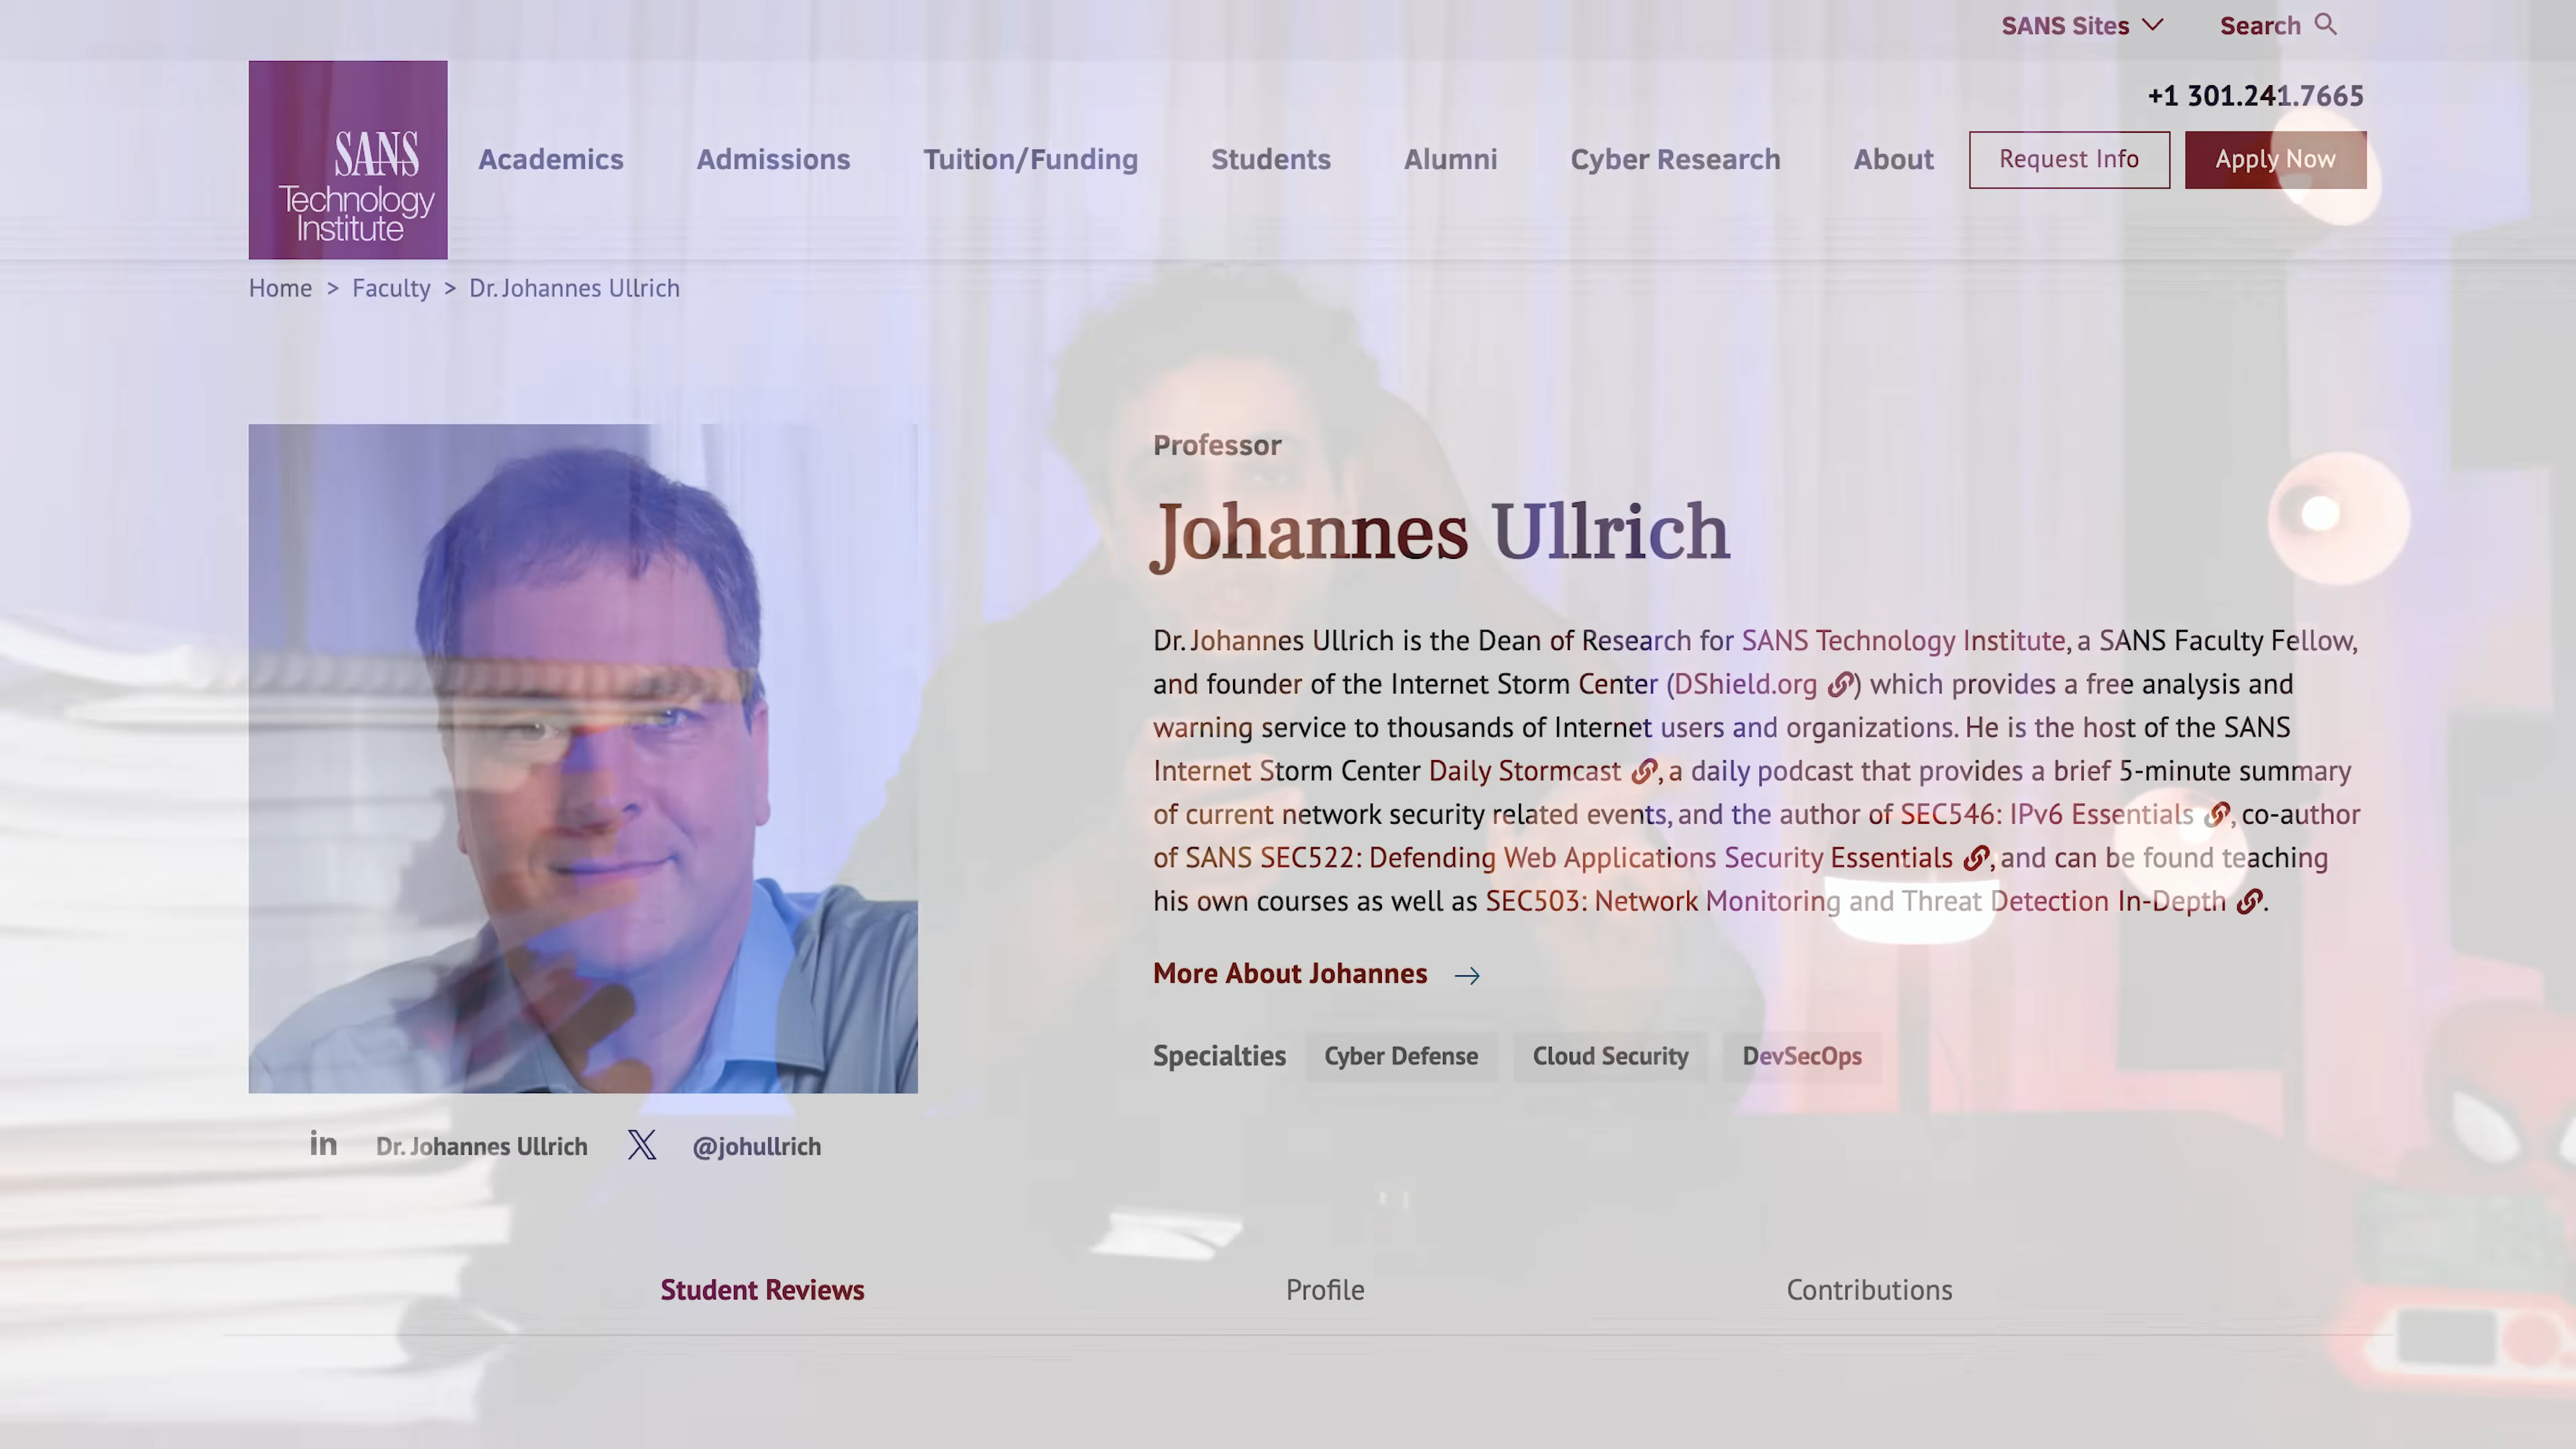 SANS Sites
Search
+1 301.241.7665
SANS
Technology
Institute
Academics
Admissions
Tuition/Funding
Students
Alumni
Cyber Research
About
Request Info
Apply Now
Home > Faculty > Dr. Johannes Ullrich
Professor
Johannes Ullrich
Dr. Johannes Ullrich is the Dean of Research for SANS Technology Institute, a SANS Faculty Fellow,
and founder of the Internet Storm Center (DShield.org ) which provides a free analysis and
warning service to thousands of Internet users and organizations. He is the host of the SANS
Internet Storm Center Daily Stormcast , a daily podcast that provides a brief 5-minute summary
of current network security related events, and the author of SEC546: IPv6 Essentials , co-author
of SANS SEC522: Defending Web Applications Security Essentials , and can be found teaching
his own courses as well as SEC503: Network Monitoring and Threat Detection In-Depth .
More About Johannes →
Specialties
Cyber Defense
Cloud Security
DevSecOps
in Dr. Johannes Ullrich X @johullrich
Student Reviews
Profile
Contributions